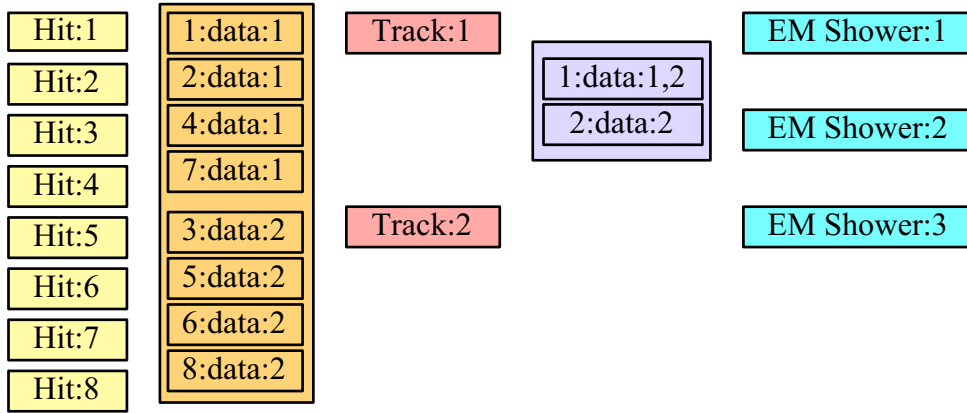 Hit:1
Hit:2
Hit:3
Hit:4
Hit:5
Hit:6
Hit:7
Hit:8
1:data:1
2:data:1
4:data:1
7:data:1
3:data:2
5:data:2
6:data:2
8:data:2
Track:1
Track:2
1:data:1,2
2:data:2
EM Shower:1
EM Shower:2
EM Shower:3